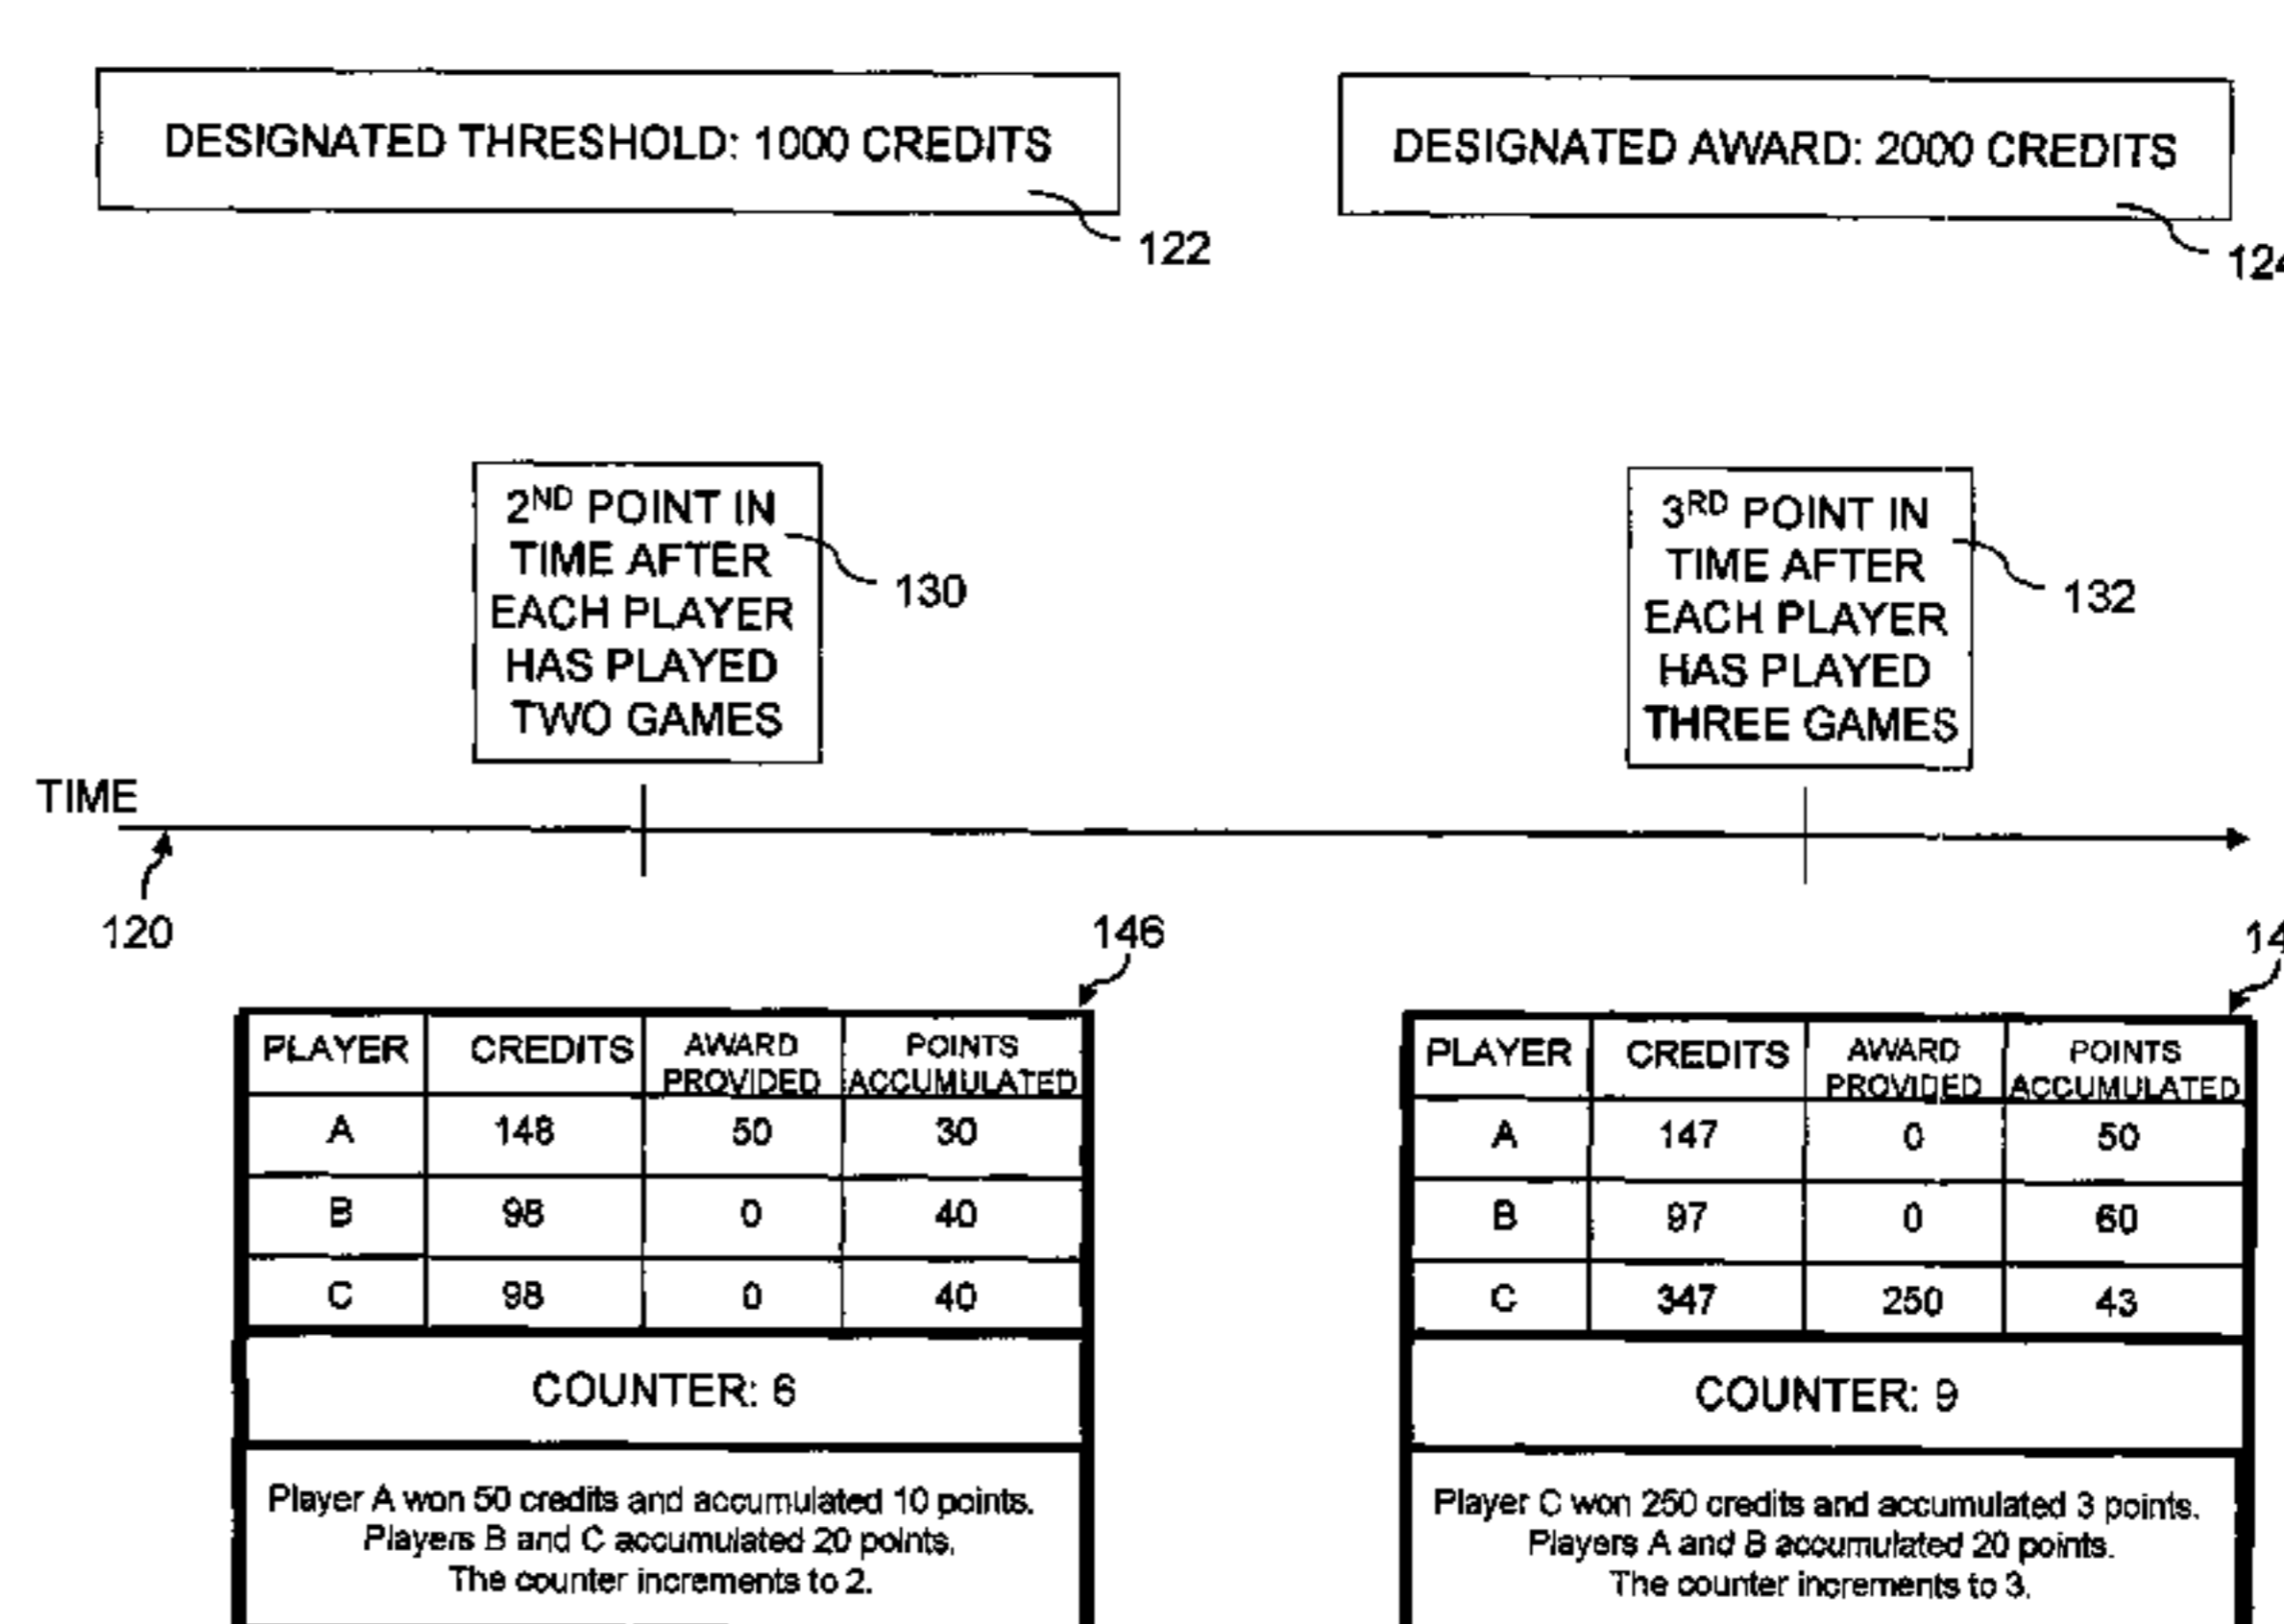 DESIGNATED THRESHOLD: 1000 CREDITS
DESIGNATED AWARD: 2000 CREDITS
122
2ND POINT IN
TIME AFTER
EACH PLAYER
HAS PLAYED
TWO GAMES
130
3RD POINT IN
TIME AFTER
EACH PLAYER
HAS PLAYED
THREE GAMES
132
TIME
120
146
PLAYER CREDITS AWARD PROVIDED POINTS ACCUMULATED
A 148 50 30
B 98 0 40
C 98 0 40
COUNTER: 6
Player A won 50 credits and accumulated 10 points.
Players B and C accumulated 20 points.
The counter increments to 2.
PLAYER CREDITS AWARD PROVIDED POINTS ACCUMULATED
A 147 0 50
B 97 0 60
C 347 250 43
COUNTER: 9
Player C won 250 credits and accumulated 3 points.
Players A and B accumulated 20 points.
The counter increments to 3.